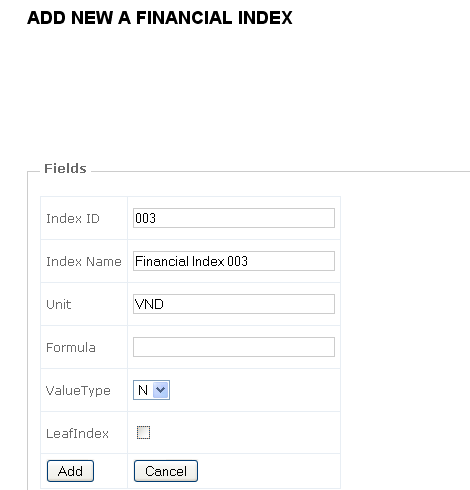 ADD NEW A FINANCIAL INDEX
Fields
Index ID 003
Index Name Financial Index 003
Unit VND
Formula
ValueType N
LeafIndex
Add Cancel